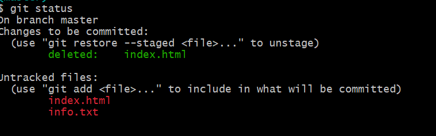 $ git status
On branch master
Changes to be committed:
  (use "git restore --staged <file>..." to unstage)
        deleted:    index.html

Untracked files:
  (use "git add <file>..." to include in what will be committed)
        index.html
        info.txt